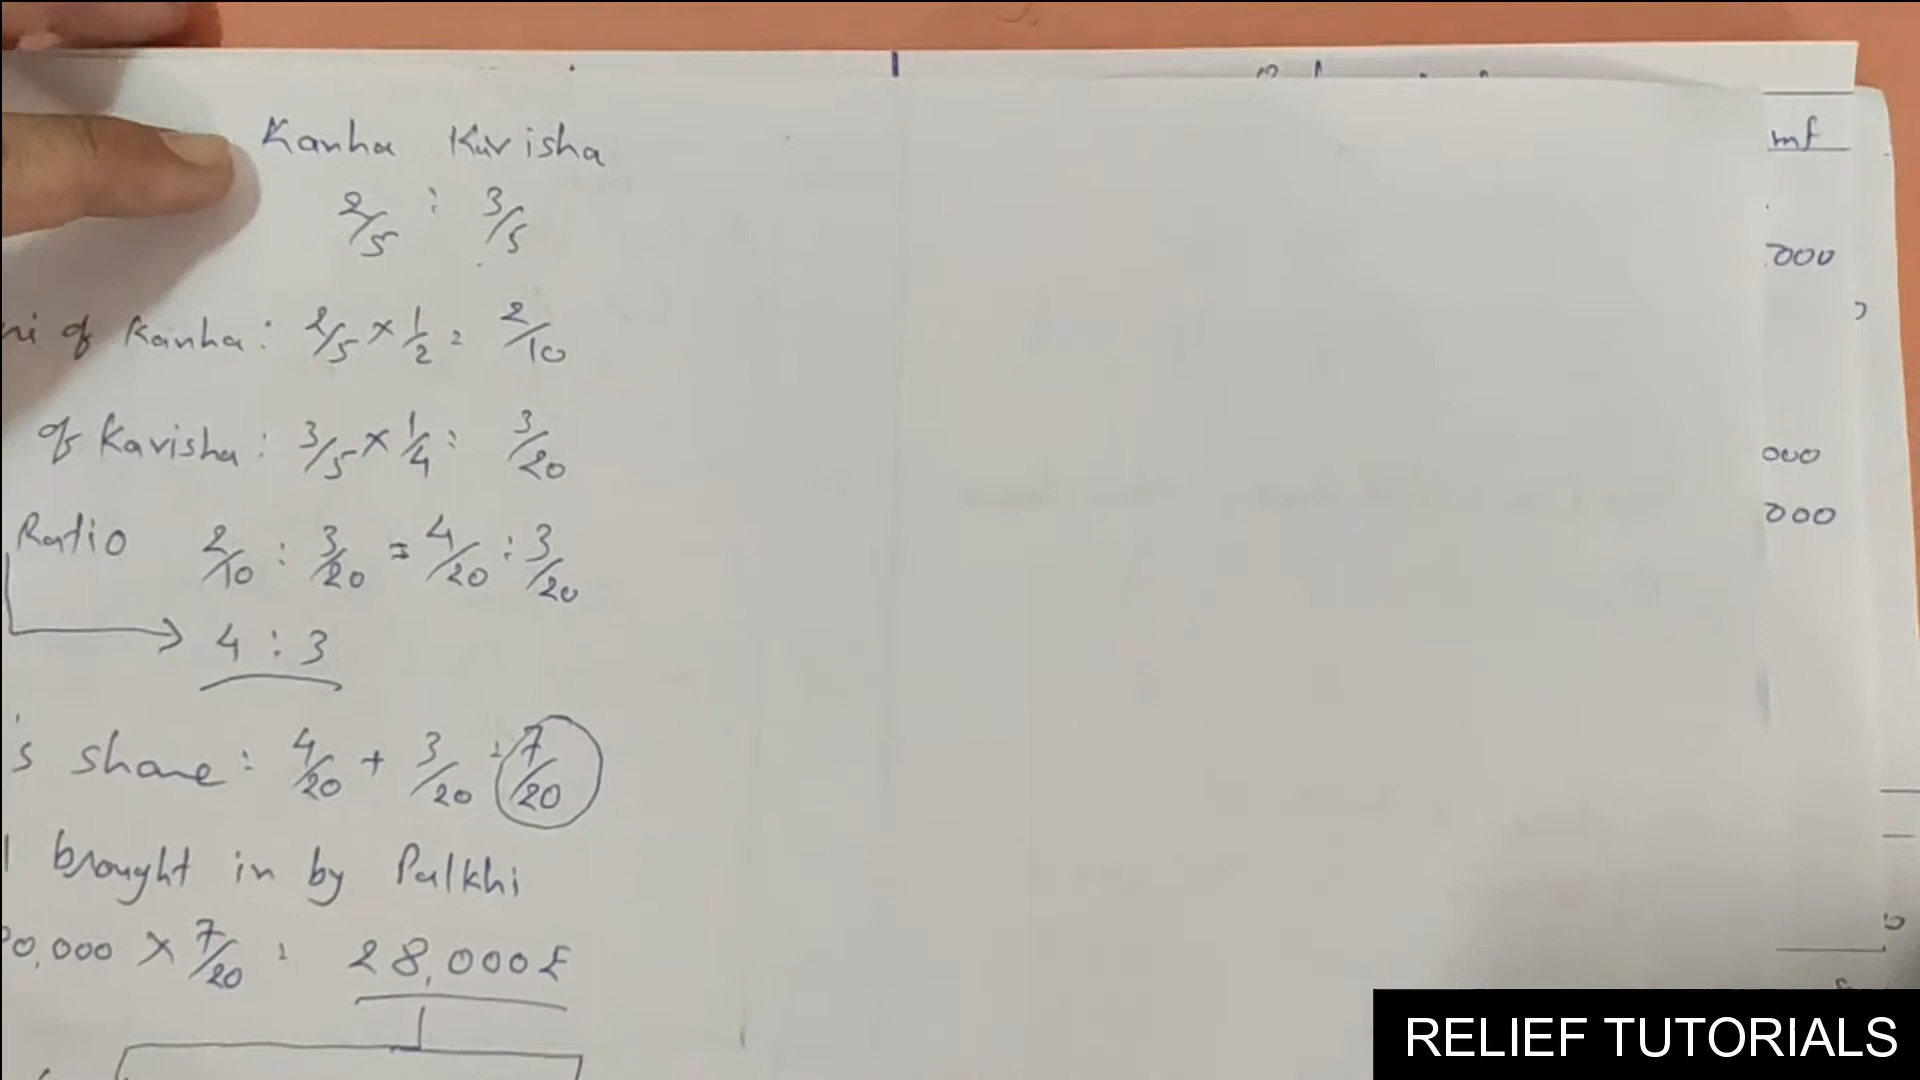 Kanha Kavisha
2/5 : 3/5
of Kanha: 2/5 × 1/2 = 2/10
of Kavisha: 3/5 × 1/4 = 3/20
Ratio 2/10 : 3/20 = 4/20 : 3/20
4 : 3
's share: 4/20 + 3/20 = 7/20
brought in by Palkhi
0,000 × 7/20 = 28,000£
mf
000
000
000
RELIEF TUTORIALS